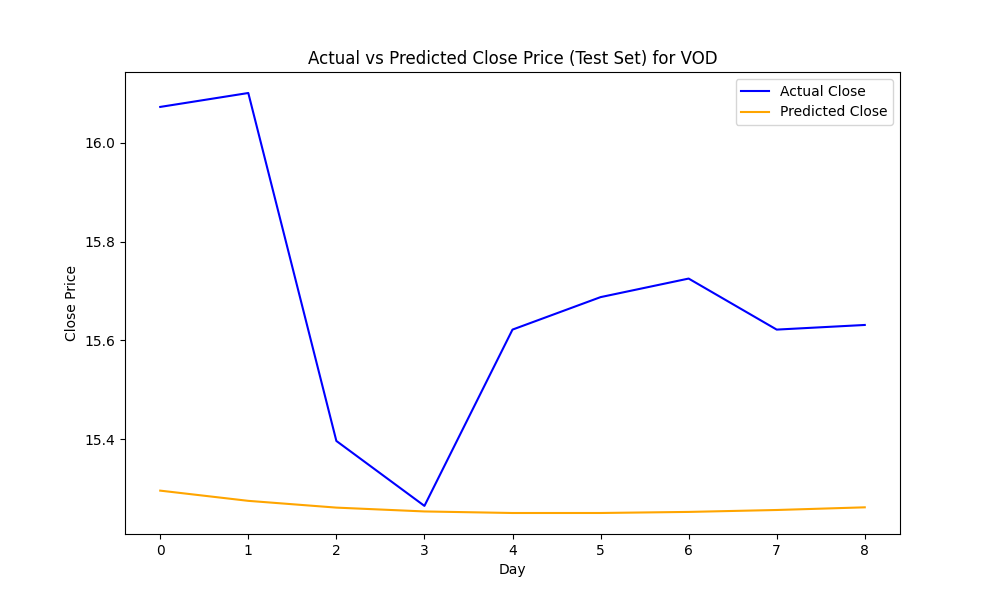 Actual vs Predicted Close Price (Test Set) for VOD
Actual Close
Predicted Close
Close Price
16.0
15.8
15.6
15.4
0 1 2 3 4 5 6 7 8
Day